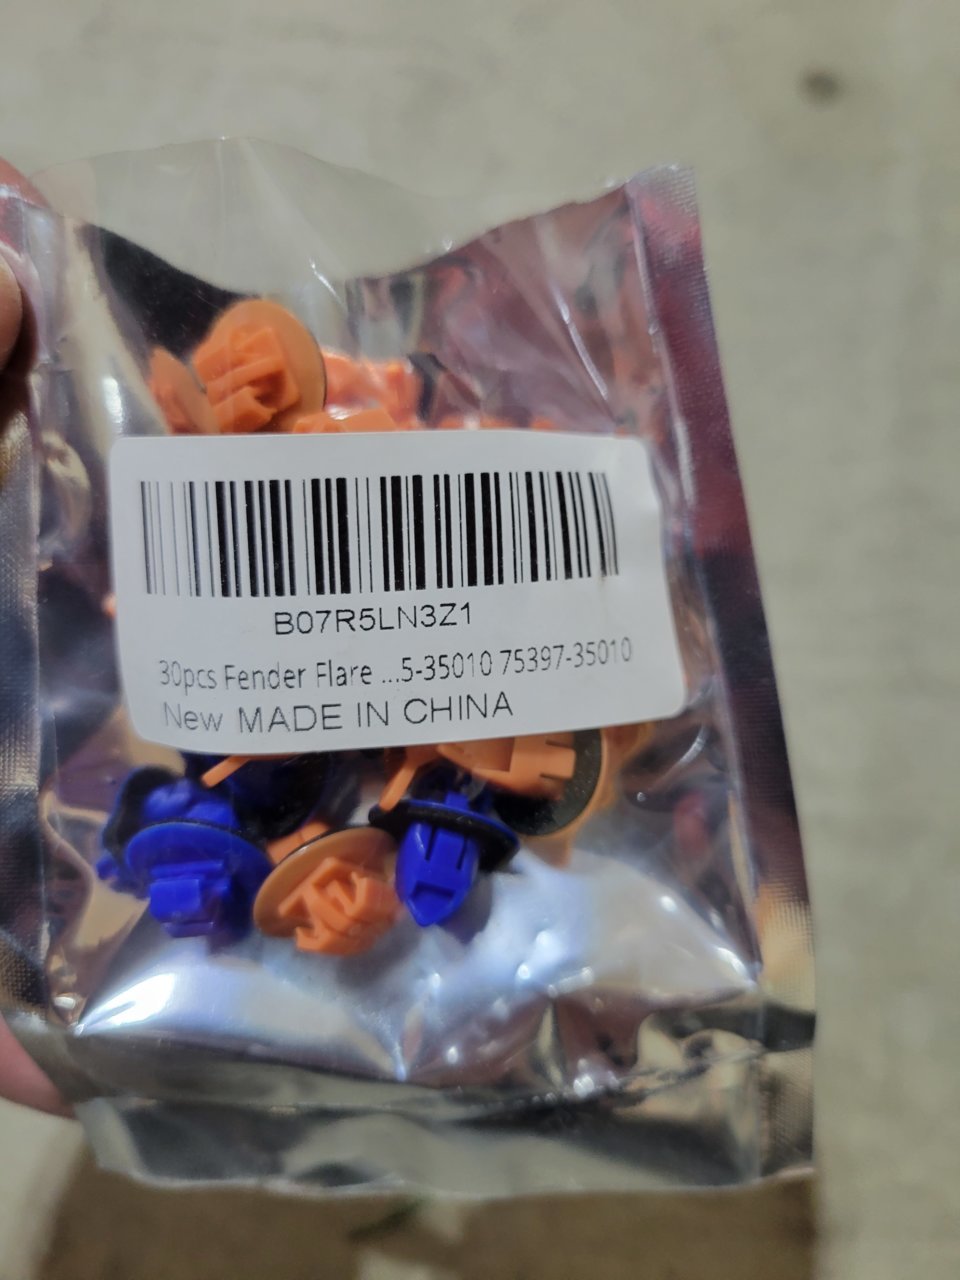 B07R5LN3Z1
30pcs Fender Flare ...5-35010 75397-35010
New MADE IN CHINA